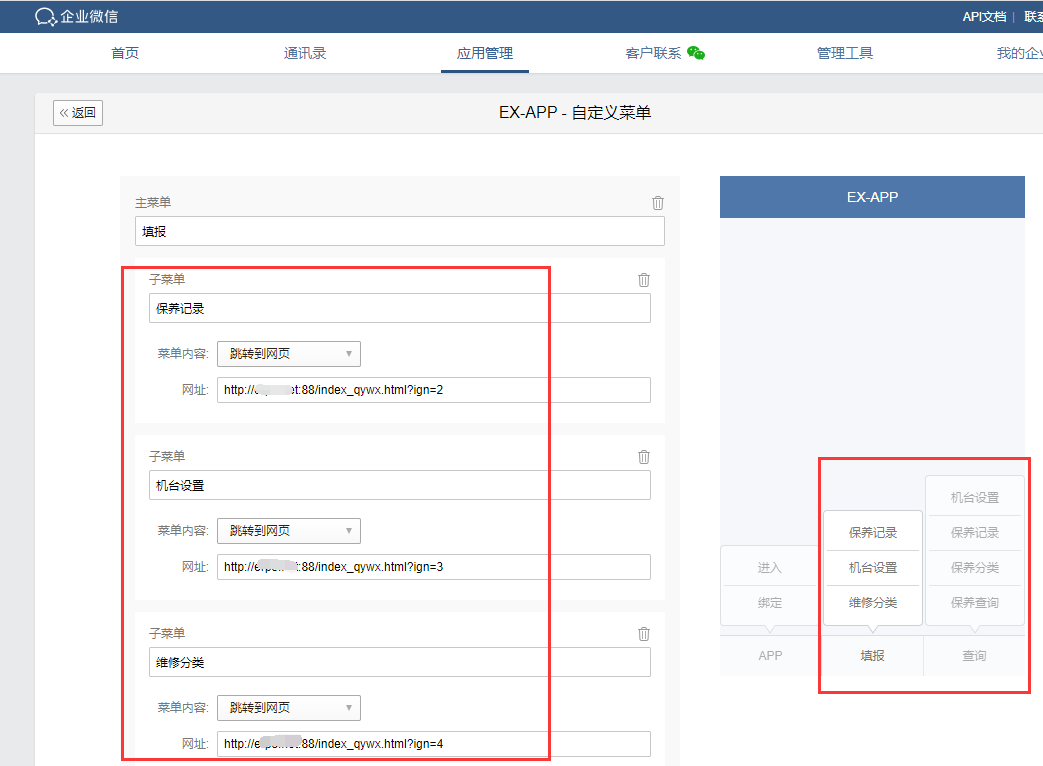 企业微信
API文档 | 联系
首页
通讯录
应用管理
客户联系
管理工具
我的企业
« 返回
EX-APP - 自定义菜单
主菜单
填报
子菜单
保养记录
菜单内容: 跳转到网页
网址: http:// :88/index_qywx.html?ign=2
子菜单
机台设置
菜单内容: 跳转到网页
网址: http:// :88/index_qywx.html?ign=3
子菜单
维修分类
菜单内容: 跳转到网页
网址: http:// :88/index_qywx.html?ign=4
EX-APP
进入
绑定
APP
保养记录
机台设置
维修分类
填报
机台设置
保养记录
保养分类
保养查询
查询